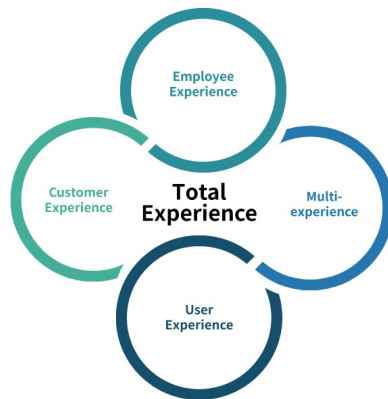 Employee
Experience
Customer
Experience
Total
Experience
Multi-
experience
User
Experience